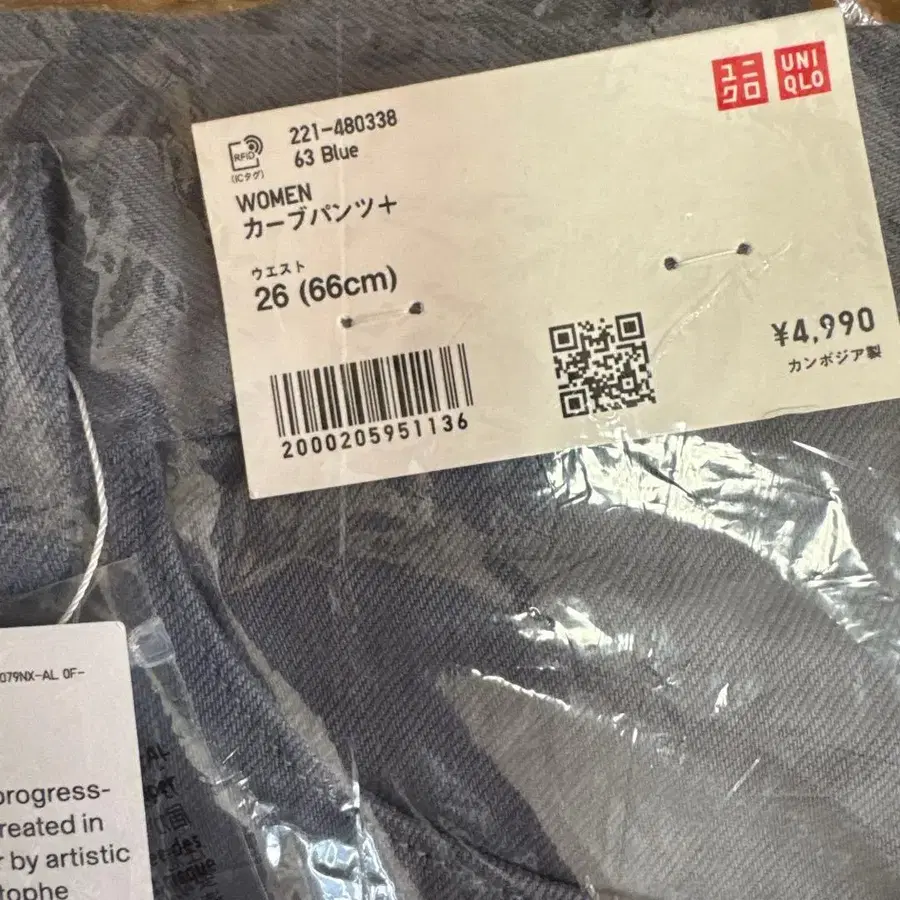 ユニ
クロ
UNI
QLO
RFID
(ICタグ)
221-480338
63 Blue
WOMEN
カーブパンツ＋
ウエスト
26 (66cm)
2000205951136
¥4,990
カンボジア製
079NX-AL 0F-
progress-
reated in
r by artistic
tophe